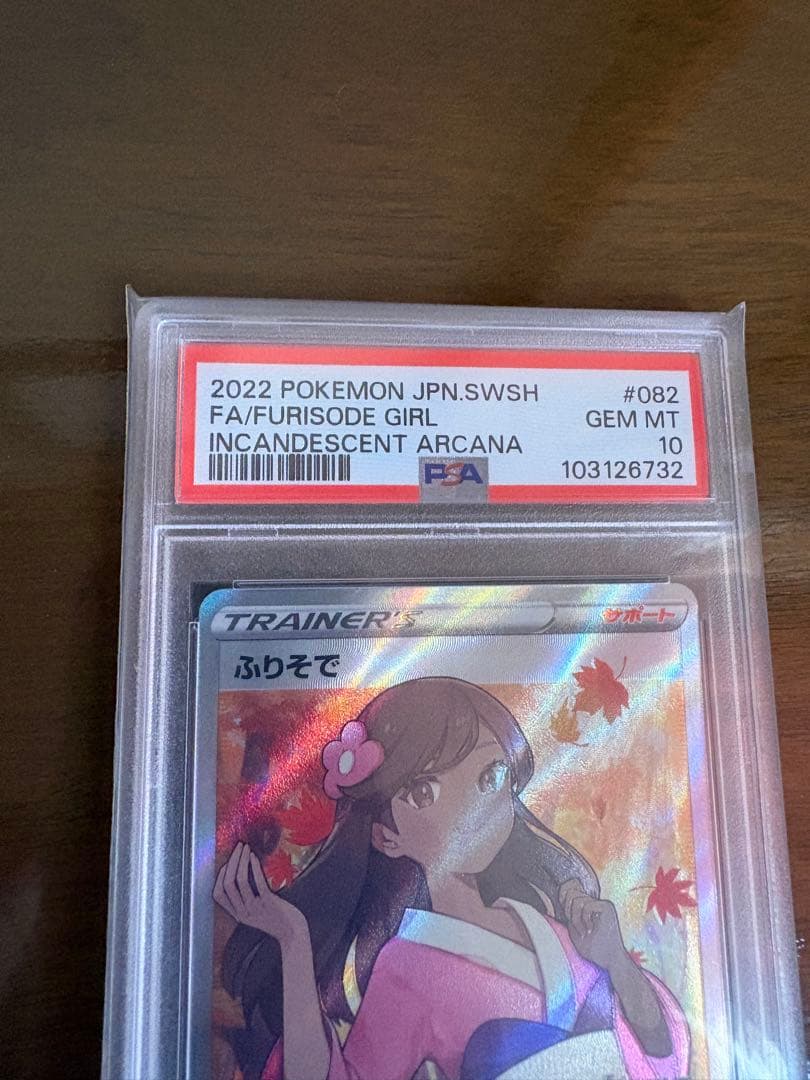 2022 POKEMON JPN.SWSH #082
FA/FURISODE GIRL GEM MT
INCANDESCENT ARCANA 10
PSA 103126732
TRAINER'S サポート
ふりそで